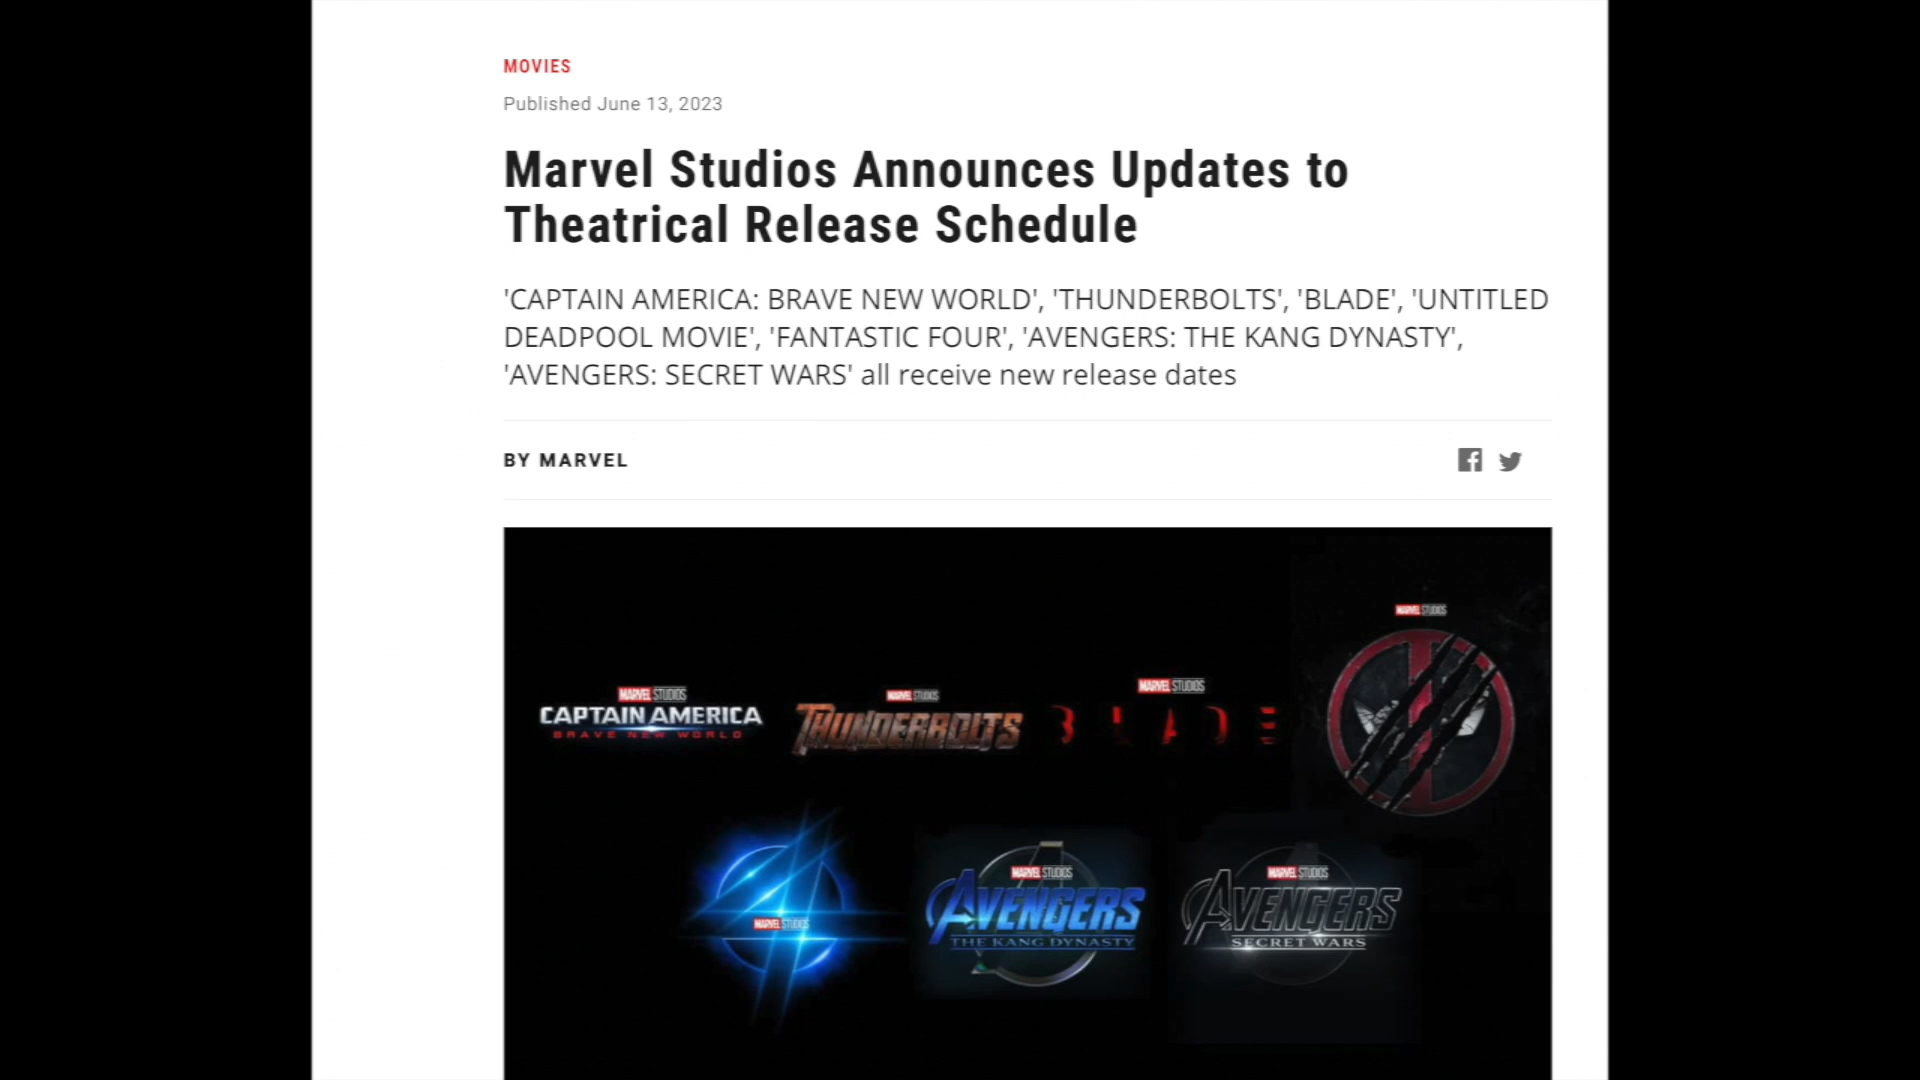 MOVIES
Published June 13, 2023
Marvel Studios Announces Updates to
Theatrical Release Schedule
'CAPTAIN AMERICA: BRAVE NEW WORLD', 'THUNDERBOLTS', 'BLADE', 'UNTITLED
DEADPOOL MOVIE', 'FANTASTIC FOUR', 'AVENGERS: THE KANG DYNASTY',
'AVENGERS: SECRET WARS' all receive new release dates
BY MARVEL
MARVEL STUDIOS
CAPTAIN AMERICA
BRAVE NEW WORLD
MARVEL STUDIOS
THUNDERBOLTS
MARVEL STUDIOS
BLADE
MARVEL STUDIOS
4
MARVEL STUDIOS
MARVEL STUDIOS
AVENGERS
THE KANG DYNASTY
MARVEL STUDIOS
AVENGERS
SECRET WARS